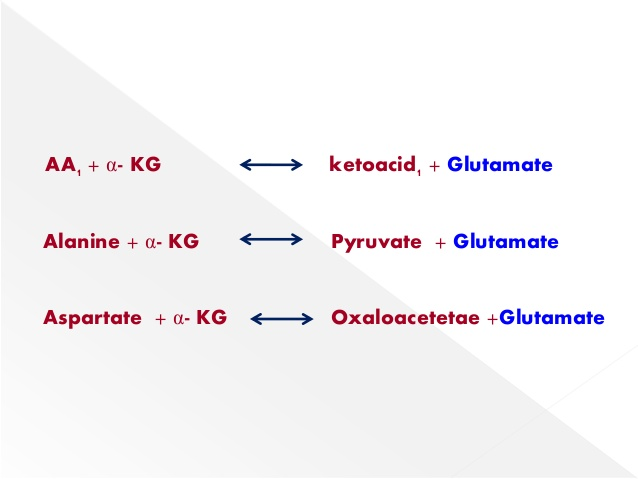 AA₁ + α- KG ⟷ ketoacid₁ + Glutamate
Alanine + α- KG ⟷ Pyruvate + Glutamate
Aspartate + α- KG ⟷ Oxaloacetetae +Glutamate